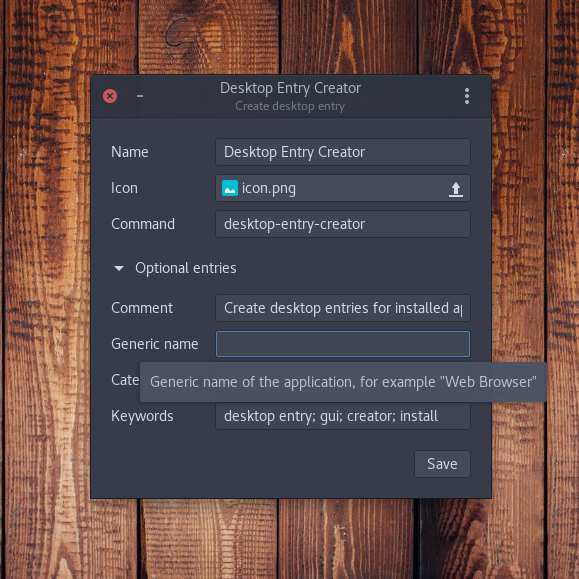 Desktop Entry Creator
Create desktop entry
Name
Desktop Entry Creator
Icon
icon.png
Command
desktop-entry-creator
Optional entries
Comment
Create desktop entries for installed a
Generic name
Cate
Generic name of the application, for example "Web Browser"
Keywords
desktop entry; gui; creator; install
Save